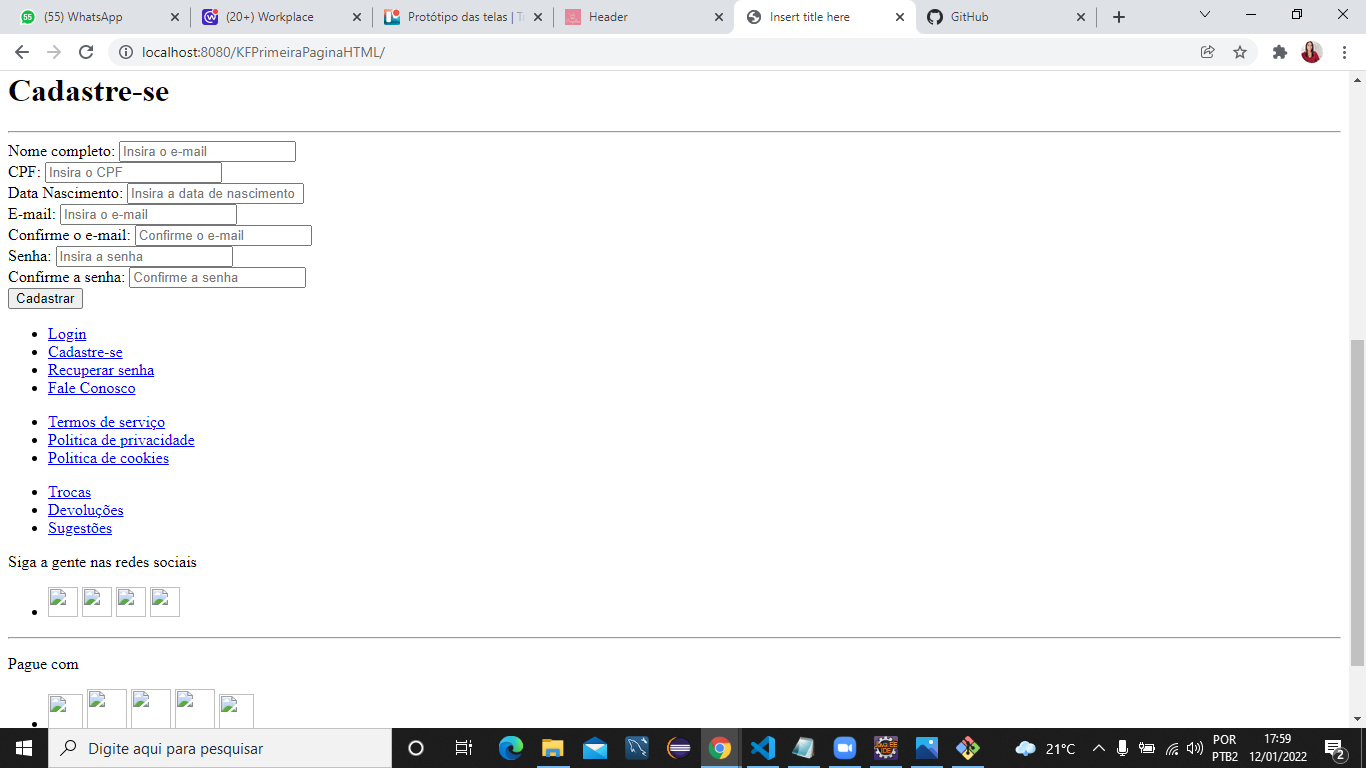 (55) WhatsApp
(20+) Workplace
Protótipo das telas | T
Header
Insert title here
GitHub
localhost:8080/KFPrimeiraPaginaHTML/
Cadastre-se
Nome completo: Insira o e-mail
CPF: Insira o CPF
Data Nascimento: Insira a data de nascimento
E-mail: Insira o e-mail
Confirme o e-mail: Confirme o e-mail
Senha: Insira a senha
Confirme a senha: Confirme a senha
Cadastrar
Login
Cadastre-se
Recuperar senha
Fale Conosco
Termos de serviço
Politica de privacidade
Politica de cookies
Trocas
Devoluções
Sugestões
Siga a gente nas redes sociais
Pague com
Digite aqui para pesquisar
21°C
POR
PTB2
17:59
12/01/2022
2